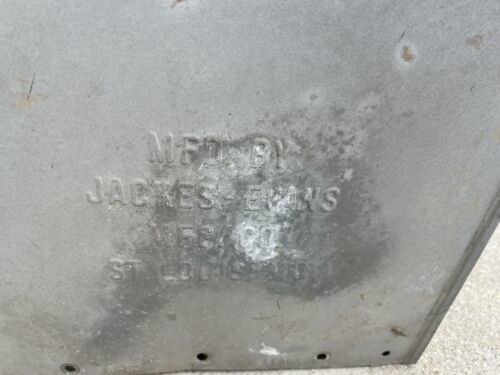 MFD. BY
JACKES-EVANS
MFG. CO.
ST. LOUIS